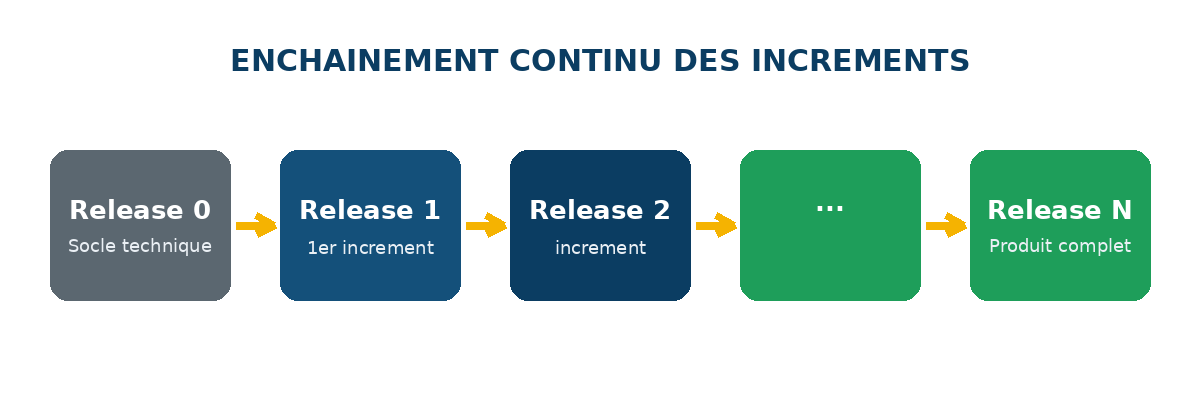 ENCHAINEMENT CONTINU DES INCREMENTS
Release 0
Socle technique
Release 1
1er increment
Release 2
increment
...
Release N
Produit complet